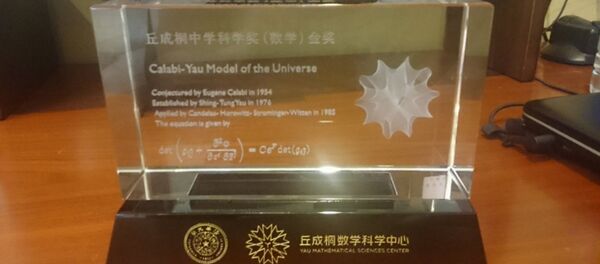 丘成桐中学科学奖(数学)金奖
Calabi-Yau Model of the Universe
Conjectured by Eugene Calabi in 1954
Established by Shing-Tung Yau in 1976
Applied by Candelas-Horowitz-Strominger-Witten in 1985
The equation is given by
丘成桐数学科学中心
YAU MATHEMATICAL SCIENCES CENTER